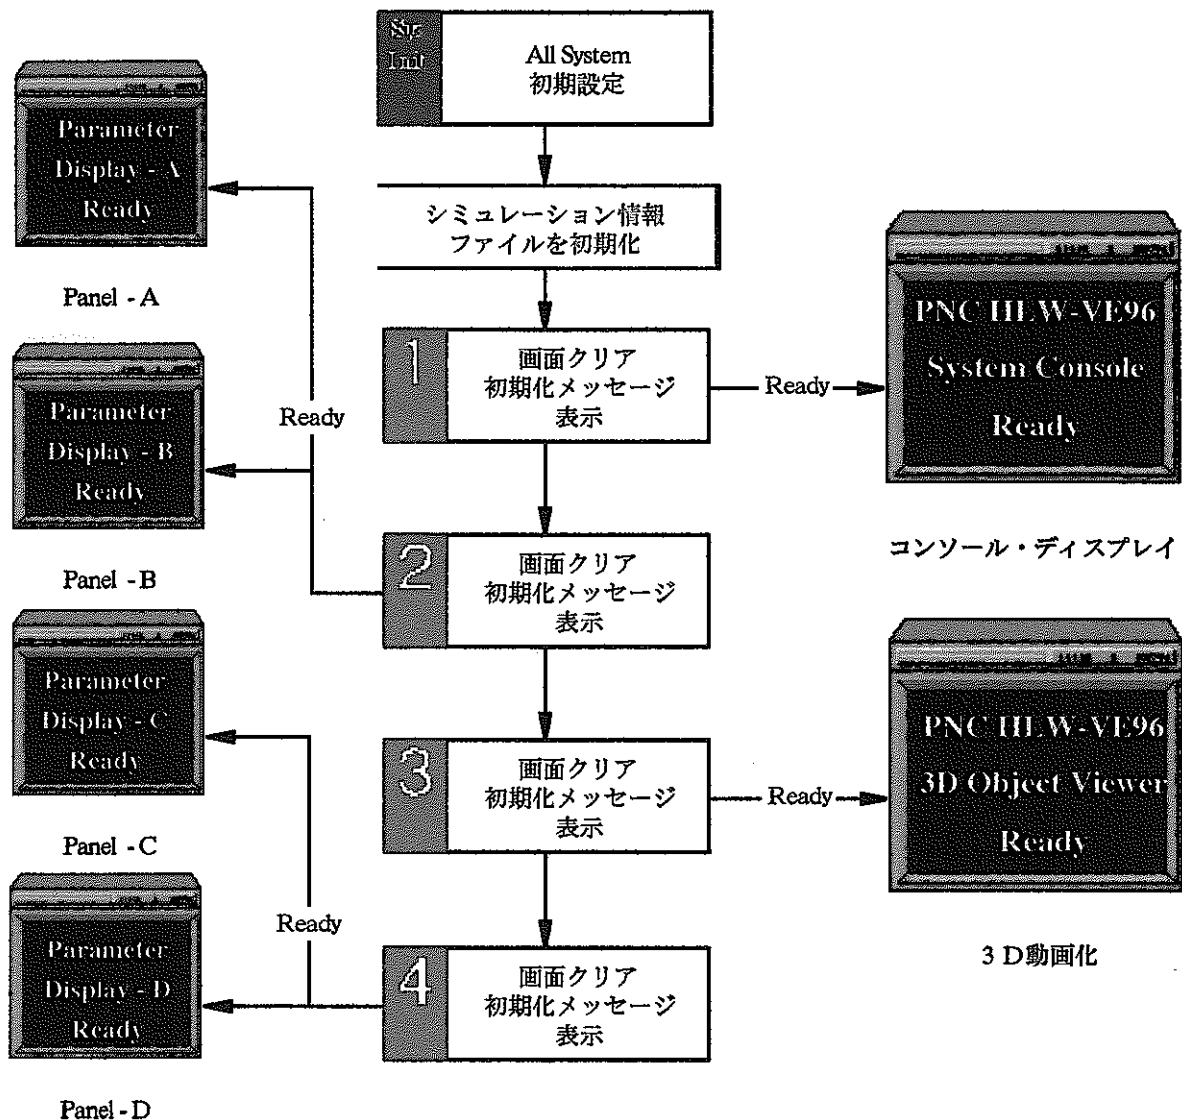 Sys
Init
All System
初期設定
シミュレーション情報
ファイルを初期化
1
画面クリア
初期化メッセージ
表示
Ready
PNC HLW-VE96
System Console
Ready
コンソール・ディスプレイ
2
画面クリア
初期化メッセージ
表示
Ready
Parameter
Display - A
Ready
Panel - A
Parameter
Display - B
Ready
Panel - B
3
画面クリア
初期化メッセージ
表示
Ready
PNC HLW-VE96
3D Object Viewer
Ready
3 D動画化
4
画面クリア
初期化メッセージ
表示
Ready
Parameter
Display - C
Ready
Panel - C
Parameter
Display - D
Ready
Panel - D